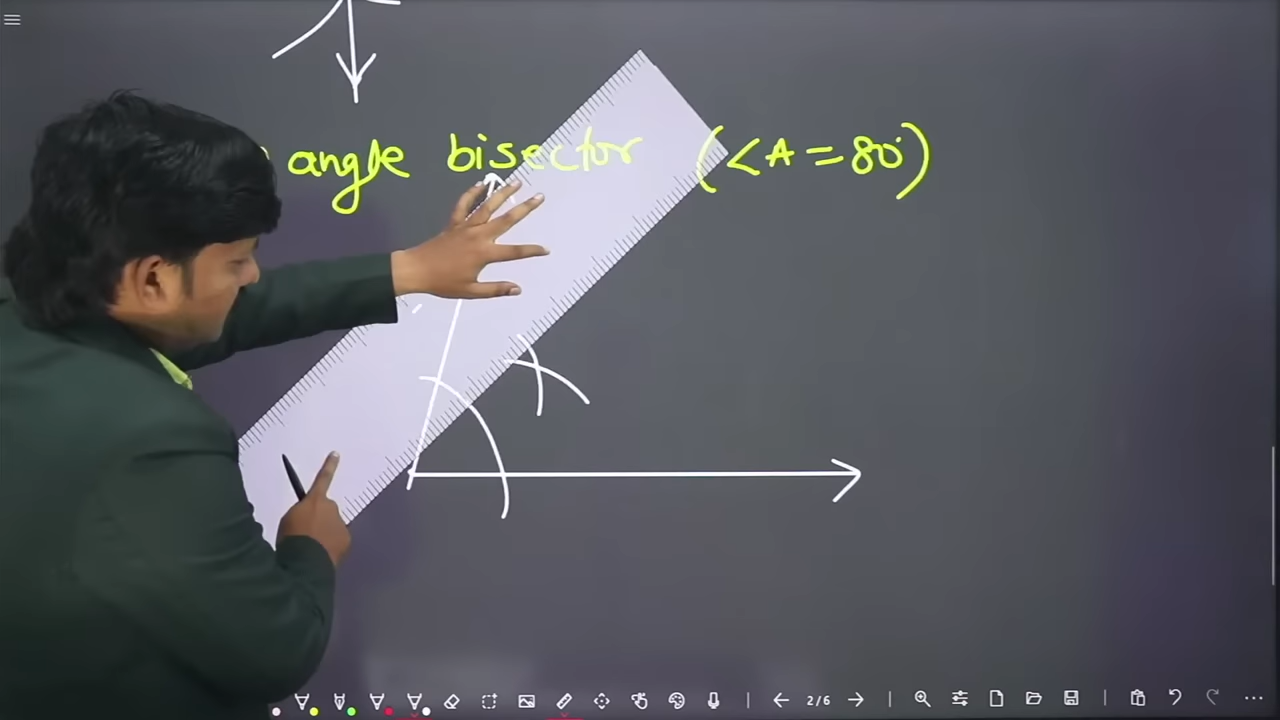 angle bisector (<A = 80°)
2/6